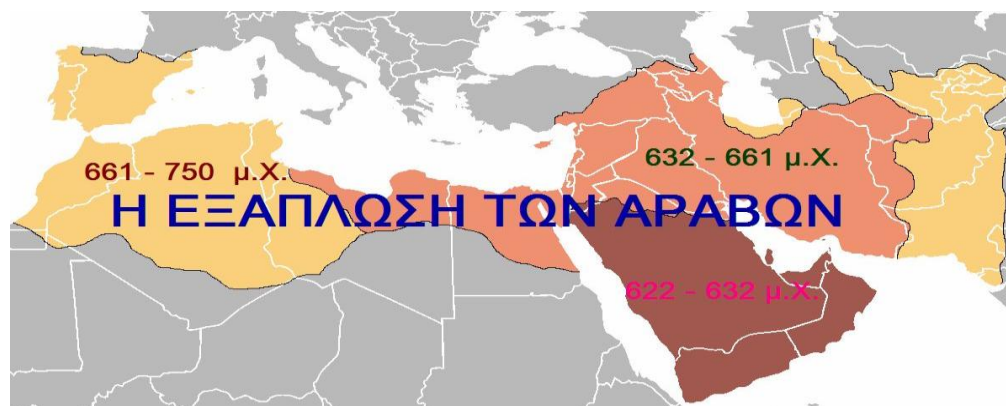 632 - 661 μ.Χ.
661 - 750 μ.Χ.
Η ΕΞΑΠΛΩΣΗ ΤΩΝ ΑΡΑΒΩΝ
622 - 632 μ.Χ.